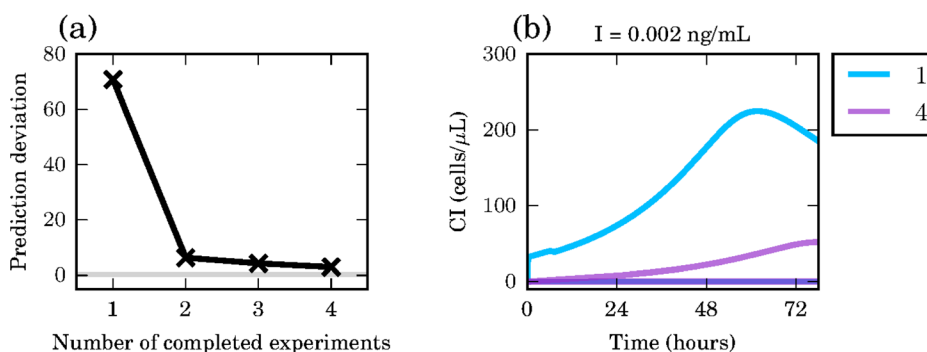 (a)
80
60
40
20
0
1 2 3 4
Prediction deviation
Number of completed experiments
(b)
I = 0.002 ng/mL
300
200
100
0
0 24 48 72
CI (cells/μL)
Time (hours)
1
4